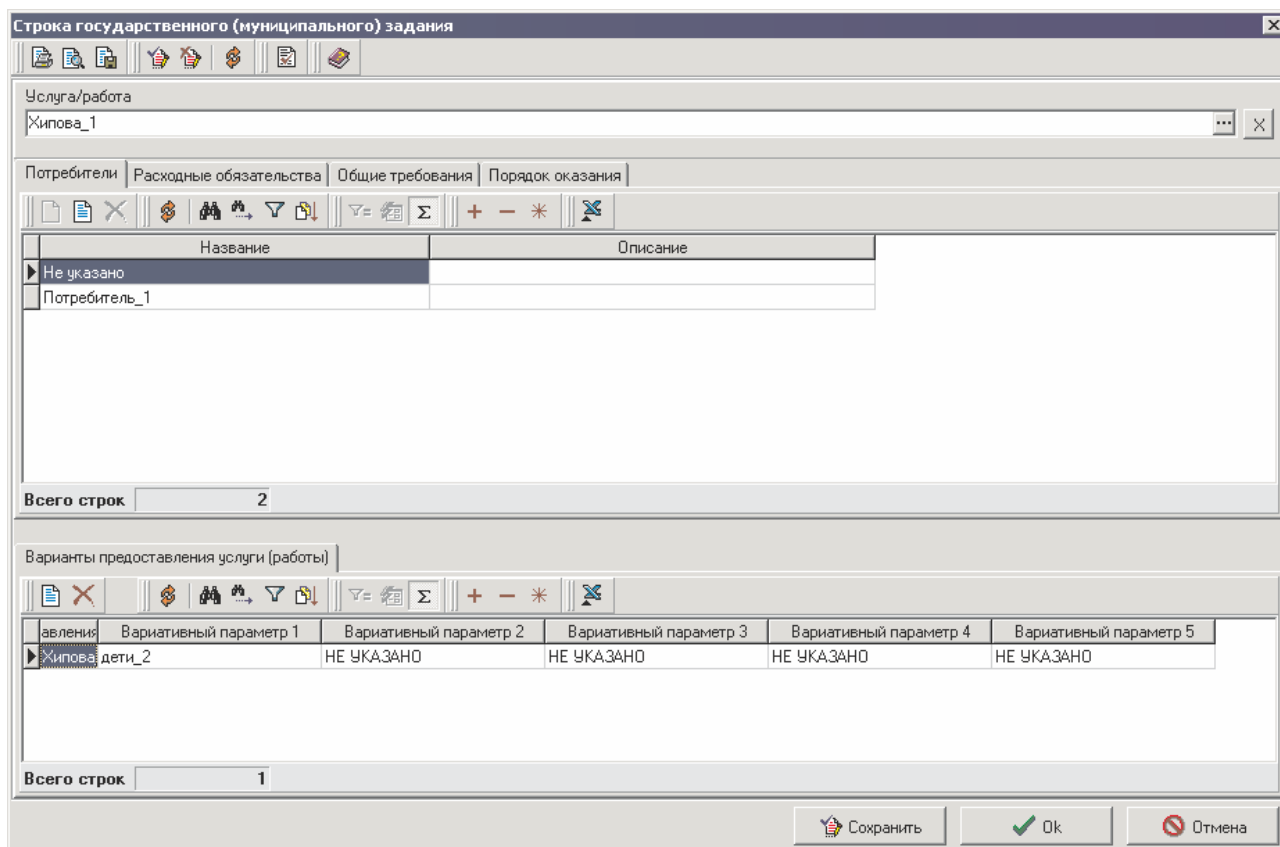 Строка государственного (муниципального) задания
Услуга/работа
Хипова_1
Потребители Расходные обязательства Общие требования Порядок оказания
Название Описание
Не указано
Потребитель_1
Всего строк 2
Варианты предоставления услуги (работы)
авления Вариативный параметр 1 Вариативный параметр 2 Вариативный параметр 3 Вариативный параметр 4 Вариативный параметр 5
Хипова дети_2 НЕ УКАЗАНО НЕ УКАЗАНО НЕ УКАЗАНО НЕ УКАЗАНО
Всего строк 1
Сохранить Ok Отмена